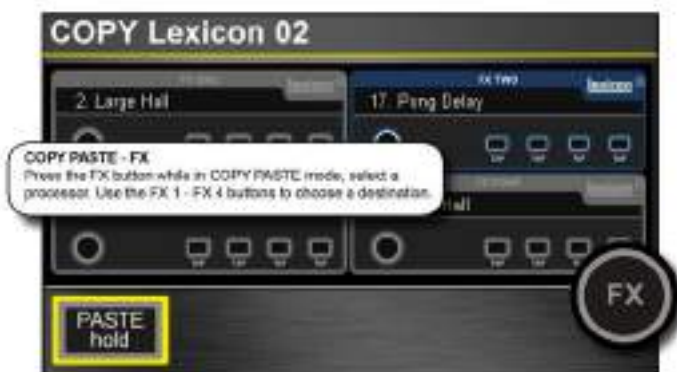 COPY Lexicon 02
FX TWO
lexicon
2. Large Hall
17. Pong Delay
COPY PASTE - FX
Press the FX button while in COPY PASTE mode, select a
processor. Use the FX 1 - FX 4 buttons to choose a destination.
Hall
FX
PASTE
hold